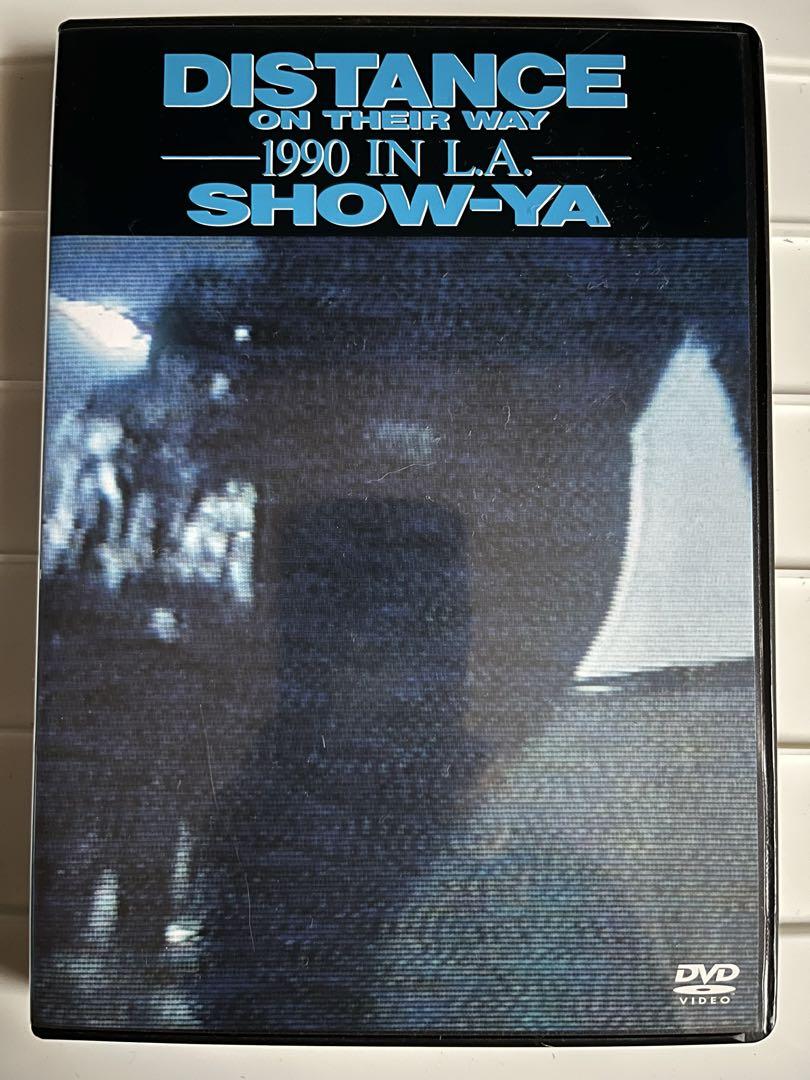 DISTANCE
ON THEIR WAY
1990 IN L.A.
SHOW-YA
DVD
VIDEO